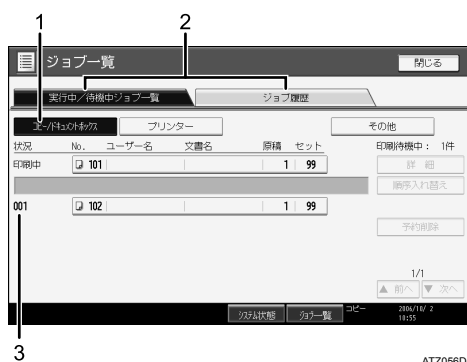 1 2
ジョブ一覧 閉じる
実行中／待機中ジョブ一覧 ジョブ履歴
コピー/ドキュメントボックス プリンター その他
状況 No. ユーザー名 文書名 原稿 セット 印刷待機中： 1件
印刷中 101 1 99 詳 細
順序入れ替え
001 102 1 99
予約削除
1/1
▲ 前へ ▼ 次へ
システム状態 ジョブ一覧 コピー 2006/10/ 2
10:55
3
ATZ056D